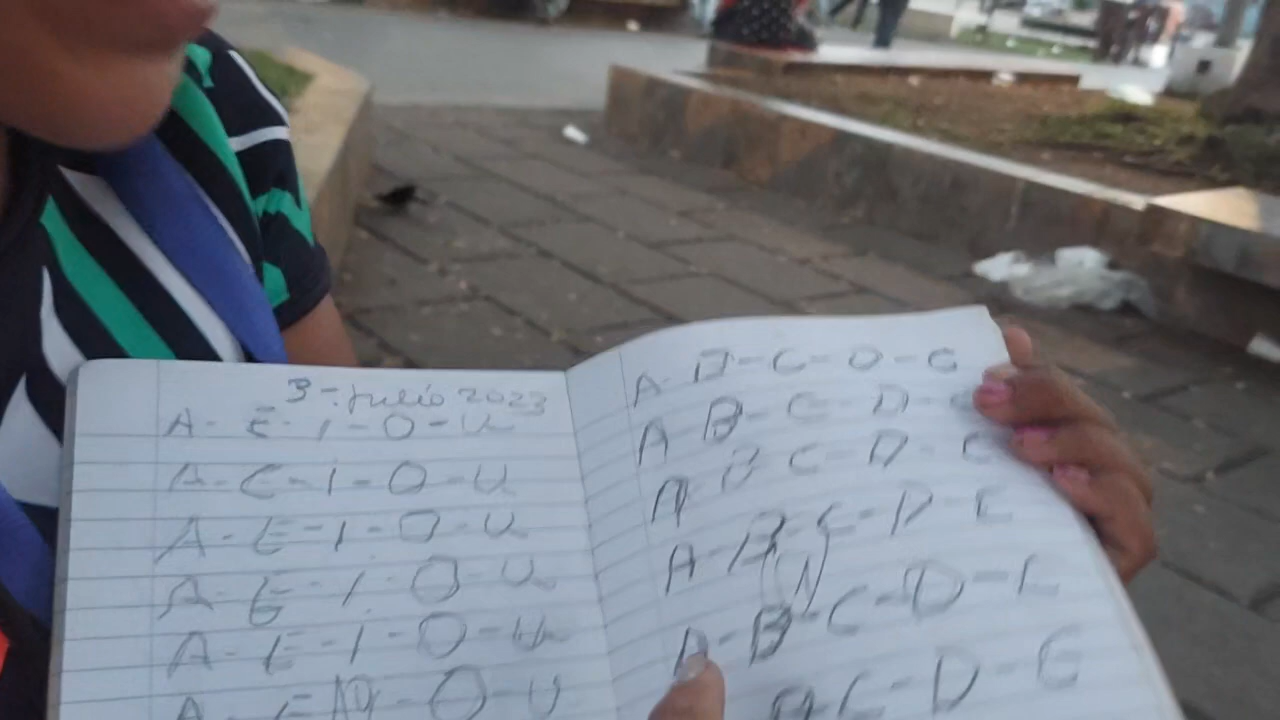 3-julio 2023
A-E-I-O-U
A-E-I-O-U
A-E-I-O-U
A-E-I-O-U
A-E-I-O-U
A-E-O-U
A-B-C-D-E
A B-C-D-E
A B C-D-E
A-B-C-D-E
A-B-C-D-E
C-D-E